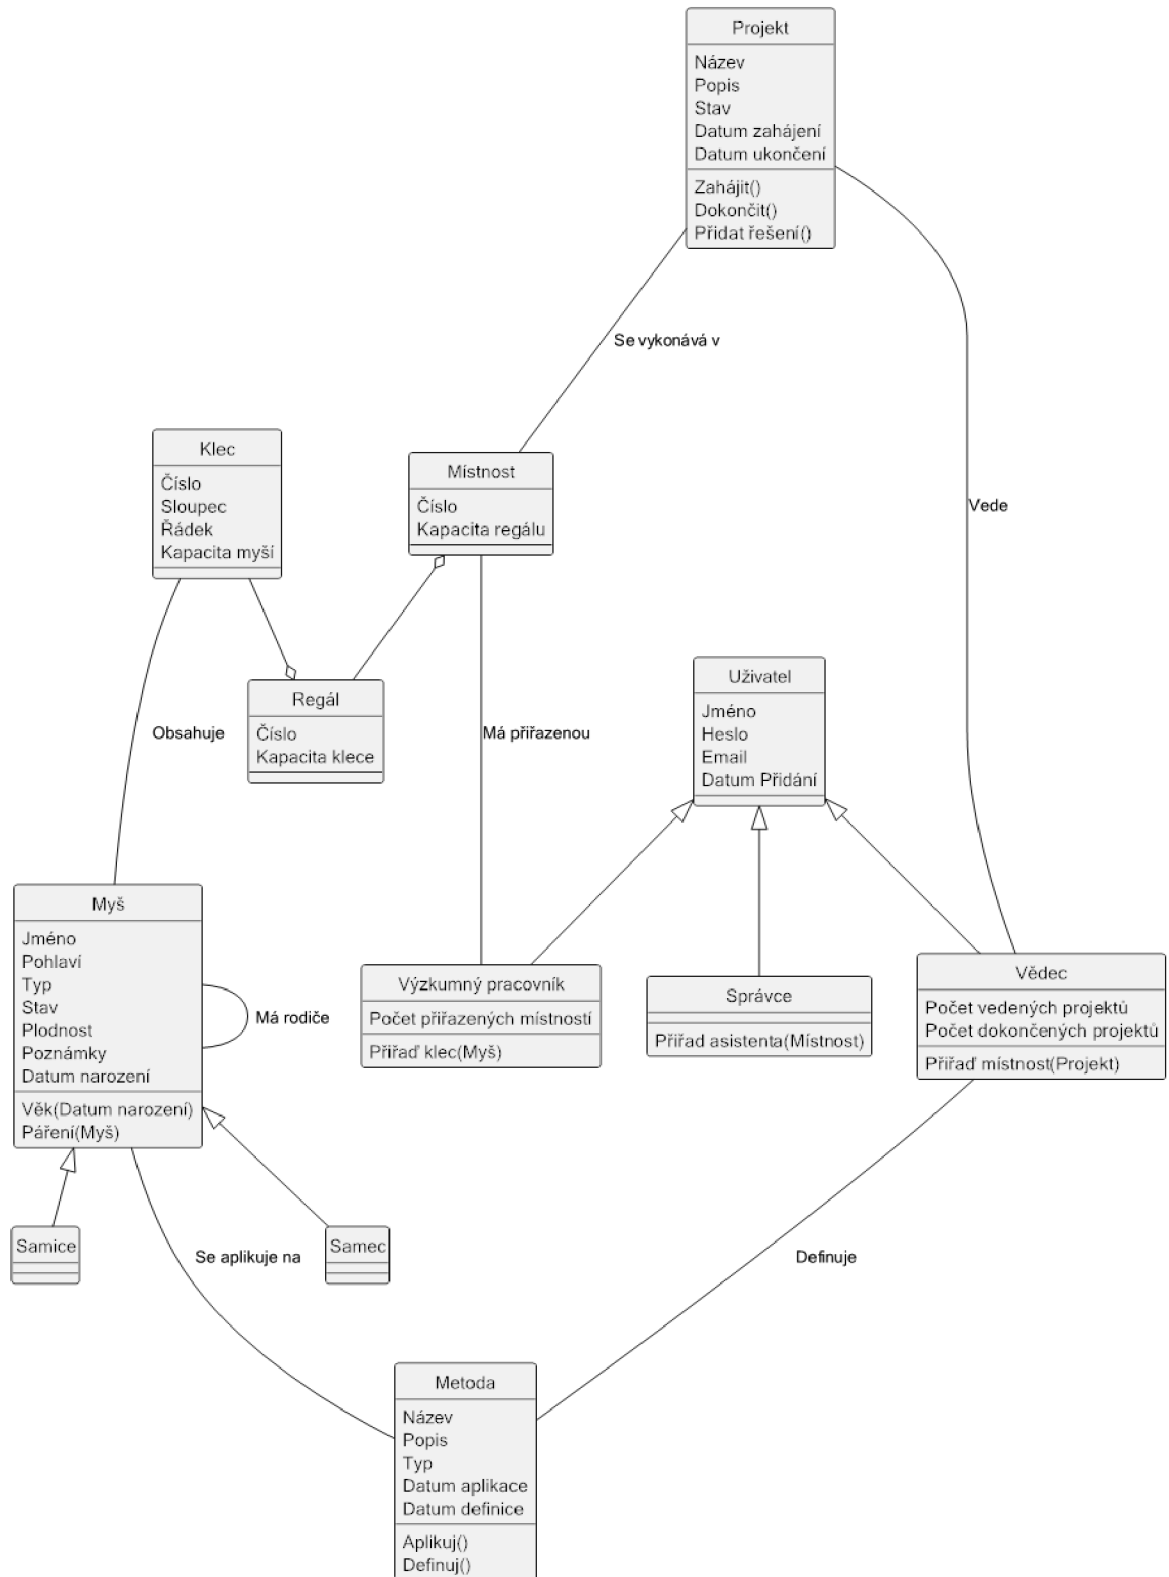 Projekt
Název
Popis
Stav
Datum zahájení
Datum ukončení
Zahájit()
Dokončit()
Přidat řešení()
Se vykonává v
Vede
Klec
Číslo
Sloupec
Řádek
Kapacita myší
Místnost
Číslo
Kapacita regálu
Regál
Číslo
Kapacita klece
Obsahuje
Má přiřazenou
Uživatel
Jméno
Heslo
Email
Datum Přidání
Myš
Jméno
Pohlaví
Typ
Stav
Plodnost
Poznámky
Datum narození
Věk(Datum narození)
Páření(Myš)
Má rodiče
Výzkumný pracovník
Počet přiřazených místností
Přiřaď klec(Myš)
Správce
Přiřad asistenta(Místnost)
Vědec
Počet vedených projektů
Počet dokončených projektů
Přiřaď místnost(Projekt)
Samice
Samec
Se aplikuje na
Definuje
Metoda
Název
Popis
Typ
Datum aplikace
Datum definice
Aplikuj()
Definuj()